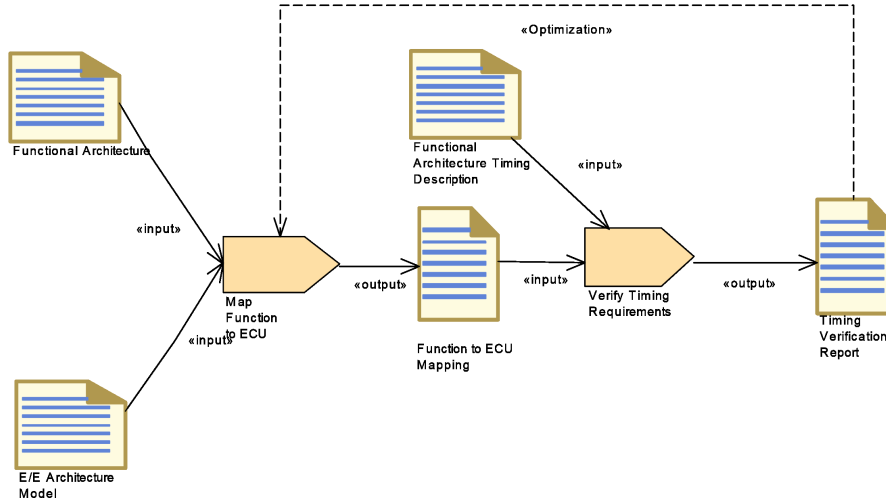 «Optimization»
Functional Architecture
Functional
Architecture Timing
Description
«input»
«input»
Map
Function
to ECU
«input»
«output»
Function to ECU
Mapping
«input»
Verify Timing
Requirements
«output»
Timing
Verification
Report
E/E Architecture
Model